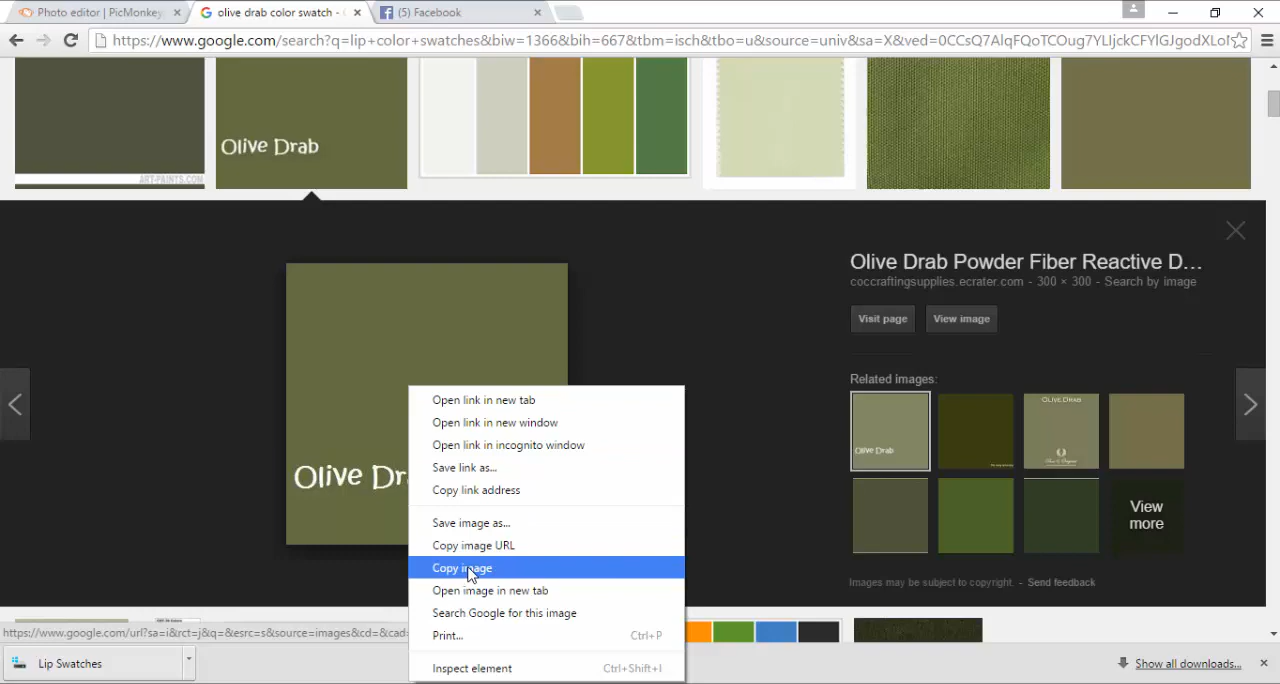 Photo editor | PicMonkey
olive drab color swatch -
(5) Facebook
https://www.google.com/search?q=lip+color+swatches&biw=1366&bih=667&tbm=isch&tbo=u&source=univ&sa=X&ved=
ART-PAINTS.COM
Olive Drab
Olive Drab Powder Fiber Reactive D...
coccraftingsupplies.ecrater.com - 300 × 300 - Search by image
Visit page
View image
Related images:
Olive Drab
OLIVE DRAB
View
more
Images may be subject to copyright. - Send feedback
Olive Dr
Open link in new tab
Open link in new window
Open link in incognito window
Save link as...
Copy link address
Save image as...
Copy image URL
Copy image
Open image in new tab
Search Google for this image
Print... Ctrl+P
Inspect element Ctrl+Shift+I
https://www.google.com/url?sa=i&rct=j&q=&esrc=s&source=images&cd=&cad=
Lip Swatches
Show all downloads...